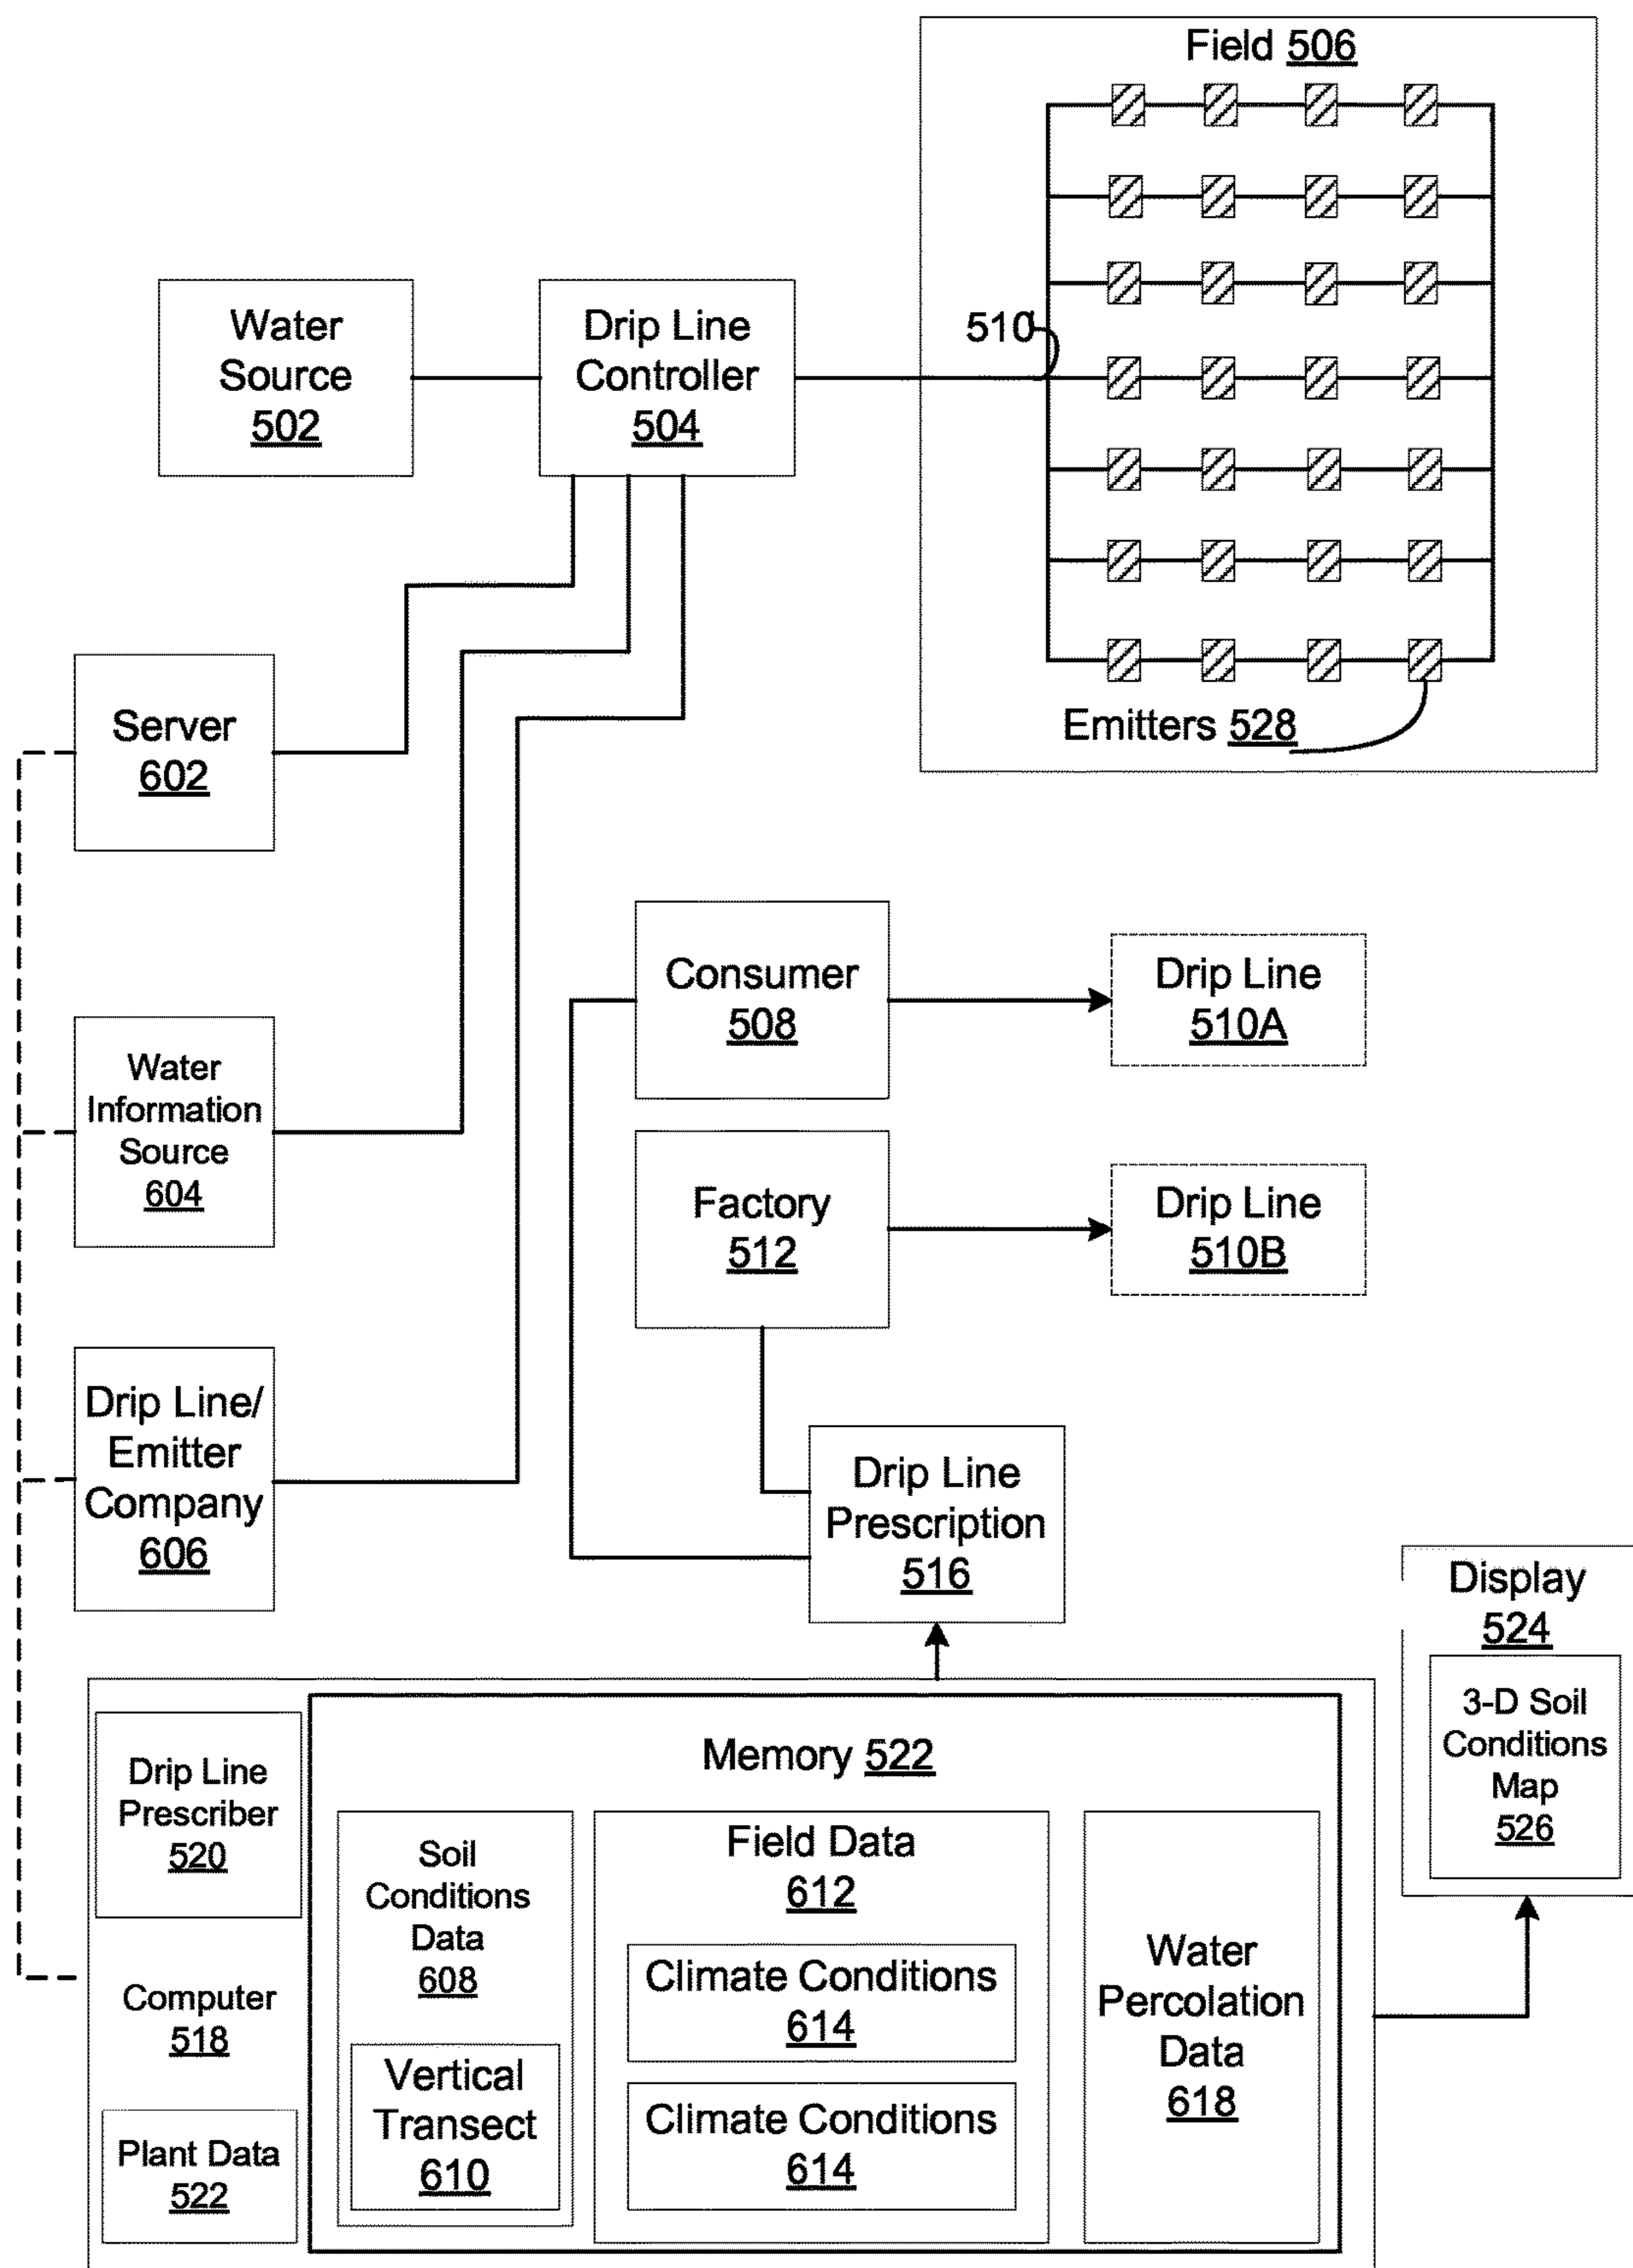 Field 506
Water
Source
502
Drip Line
Controller
504
510
Emitters 528
Server
602
Consumer
508
Drip Line
510A
Water
Information
Source
604
Factory
512
Drip Line
510B
Drip Line/
Emitter
Company
606
Drip Line
Prescription
516
Display
524
3-D Soil
Conditions
Map
526
Drip Line
Prescriber
520
Computer
518
Plant Data
522
Memory 522
Soil
Conditions
Data
608
Vertical
Transect
610
Field Data
612
Climate Conditions
614
Climate Conditions
614
Water
Percolation
Data
618